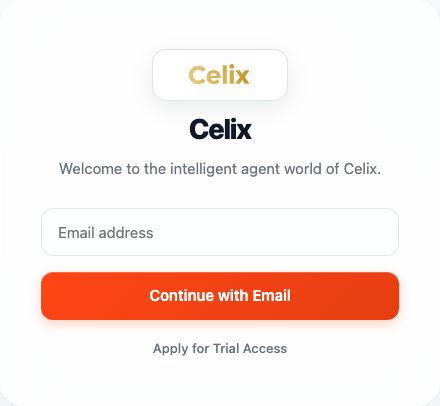 Celix
Celix
Welcome to the intelligent agent world of Celix.
Email address
Continue with Email
Apply for Trial Access